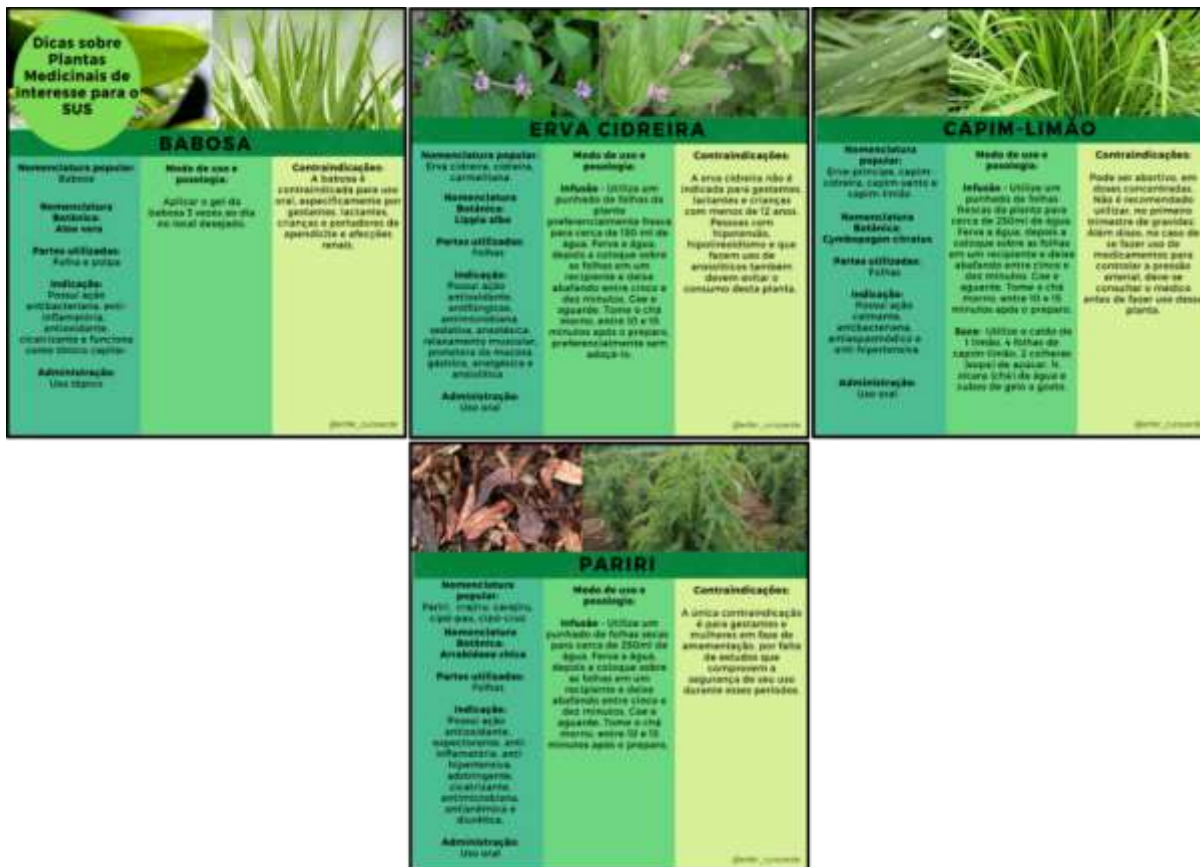 Dicas sobre
Plantas
Medicinais de
interesse para o
SUS
BABOSA
Nomenclatura popular:
Babosa
Nomenclatura
Botânica:
Aloe vera
Partes utilizadas:
Folha e polpa
Indicação:
Possui ação
antibacteriana, anti-
inflamatória,
antioxidante,
cicatrizante e funciona
como tônico capilar.
Administração:
Uso tópico
Modo de uso e
posologia:
Aplicar o gel da
babosa 3 vezes ao dia
no local desejado.
Contraindicações:
A babosa é
contraindicada para uso
oral, especificamente por
gestantes, lactantes,
crianças e portadores de
apendicite e afecções
renais.
ERVA CIDREIRA
Nomenclatura popular:
Erva cidreira, cidreira,
carmelitana
Nomenclatura
Botânica:
Lippia alba
Partes utilizadas:
Folhas
Indicação:
Possui ação
antioxidante,
antifúngicas,
antimicrobiana,
sedativa, anestésica,
relaxamento muscular,
protetora da mucosa
gástrica, analgésica e
ansiolítica
Administração:
Uso oral
Modo de uso e
posologia:
Infusão - Utilize um
punhado de folhas da
planta
preferencialmente fresca
para cerca de 150 ml de
água. Ferva a água,
depois a coloque sobre
as folhas em um
recipiente e deixe
abafando entre cinco e
dez minutos. Coe e
aguarde. Tome o chá
morno, entre 10 e 15
minutos após o preparo,
preferencialmente sem
adoçá-lo.
Contraindicações:
A erva cidreira não é
indicada para gestantes,
lactantes e crianças
com menos de 12 anos.
Pessoas com
hipotensão,
hipotireoidismo e que
fazem uso de
ansiolíticos também
devem evitar o
consumo desta planta.
CAPIM-LIMÃO
Nomenclatura
popular:
Erva-príncipe, capim-
cidreira, capim-santo e
capim-limão
Nomenclatura
Botânica:
Cymbopogon citratus
Partes utilizadas:
Folhas
Indicação:
Possui ação
calmante,
antibacteriana,
antiespasmódico e
anti-hipertensiva
Administração:
Uso oral
Modo de uso e
posologia:
Infusão - Utilize um
punhado de folhas
frescas da planta para
cerca de 250ml de água.
Ferva a água, depois a
coloque sobre as folhas
em um recipiente e deixe
abafando entre cinco e
dez minutos. Coe e
aguarde. Tome o chá
morno, entre 10 e 15
minutos após o preparo.
Suco - Utilize o caldo de
1 limão, 4 folhas de
capim-limão, 2 colheres
(sopa) de açúcar,
xícara (chá) de água e
cubos de gelo a gosto.
Contraindicações:
Pode ser abortivo, em
doses concentradas.
Não é recomendado
utilizar, no primeiro
trimestre de gravidez.
Além disso, no caso de
se fazer uso de
medicamentos para
controlar a pressão
arterial, deve se
consultar o médico
antes de fazer uso dessa
planta.
PARIRI
Nomenclatura
popular:
Pariri, crajiru, carajiru,
cipó-pau, cipó-cruz
Nomenclatura
Botânica:
Arrabidaea chica
Partes utilizadas:
Folhas
Indicação:
Possui ação
antioxidante,
expectorante, anti
inflamatória, anti
hipertensiva,
adstringente,
cicatrizante,
antimicrobiana,
antianêmica e
diurética.
Administração:
Uso oral
Modo de uso e
posologia:
Infusão - Utilize um
punhado de folhas secas
para cerca de 250ml de
água. Ferva a água,
depois a coloque sobre
as folhas em um
recipiente e deixe
abafando entre cinco e
dez minutos. Coe e
aguarde. Tome o chá
morno, entre 10 e 15
minutos após o preparo.
Contraindicações:
A única contraindicação
é para gestantes e
mulheres em fase de
amamentação, por falta
de estudos que
comprovem a
segurança de seu uso
durante esses períodos.